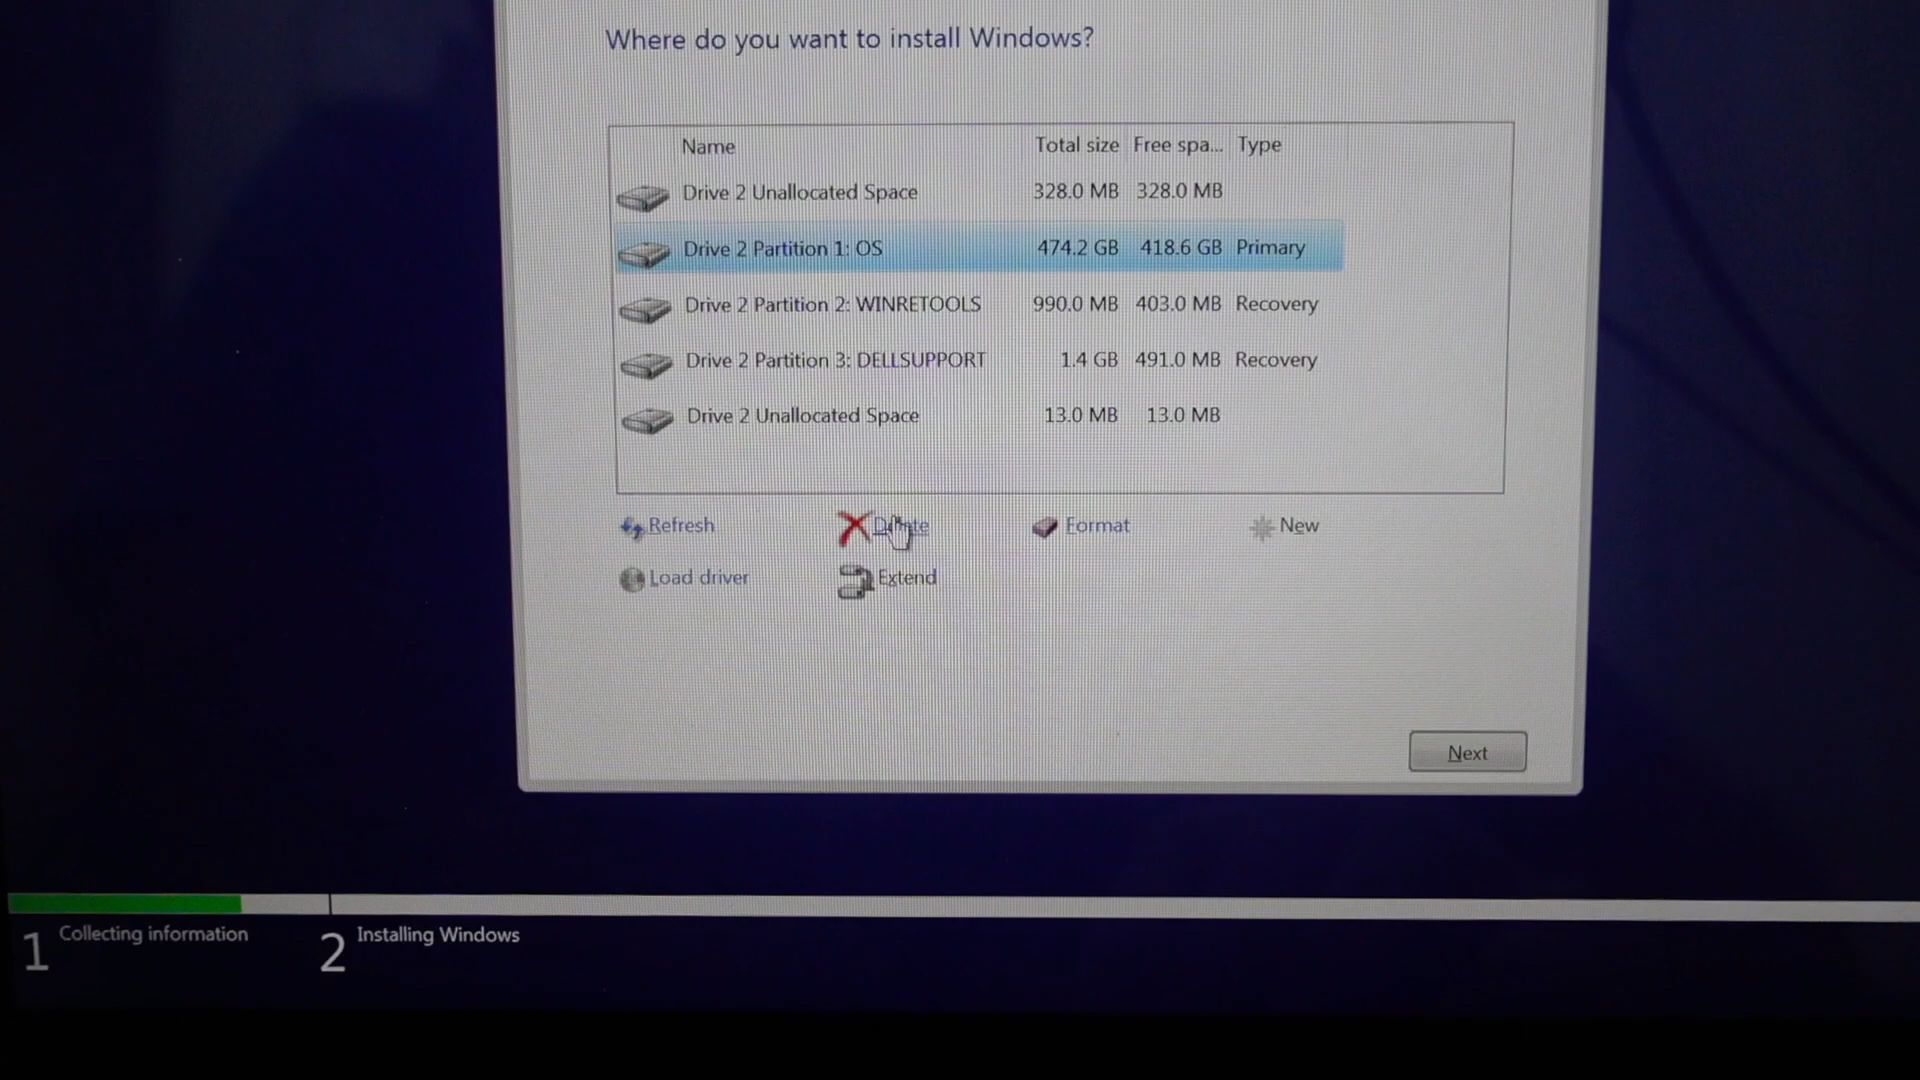 Where do you want to install Windows?
Name Total size Free spa... Type
Drive 2 Unallocated Space 328.0 MB 328.0 MB
Drive 2 Partition 1: OS 474.2 GB 418.6 GB Primary
Drive 2 Partition 2: WINRETOOLS 990.0 MB 403.0 MB Recovery
Drive 2 Partition 3: DELLSUPPORT 1.4 GB 491.0 MB Recovery
Drive 2 Unallocated Space 13.0 MB 13.0 MB
Refresh Delete Format New
Load driver Extend
Next
1 Collecting information 2 Installing Windows